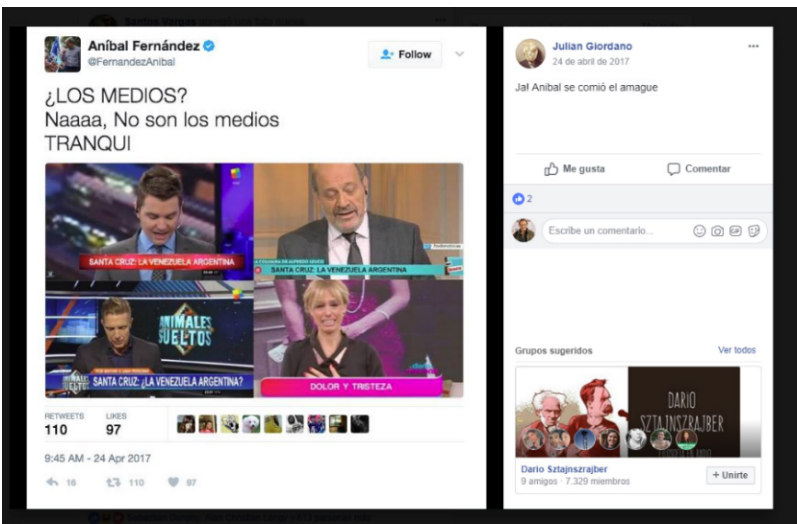 Aníbal Fernández
@FernandezAnibal
Follow
¿LOS MEDIOS?
Naaaa, No son los medios
TRANQUI
SANTA CRUZ: LA VENEZUELA ARGENTINA
SANTA CRUZ: LA VENEZUELA ARGENTINA
ANIMALES
SUELTOS
ANIMALES
SUELTOS
SANTA CRUZ: ¿LA VENEZUELA ARGENTINA?
DOLOR Y TRISTEZA
RETWEETS
LIKES
110
97
9:45 AM - 24 Apr 2017
16
110
97
Julian Giordano
24 de abril de 2017
Ja! Anibal se comió el amague
Me gusta
Comentar
2
Escribe un comentario...
GIF
Grupos sugeridos
Ver todos
DARIO
SZTAJNSZRAJBER
Dario Sztajnszrajber
9 amigos · 7.329 miembros
+ Unirte